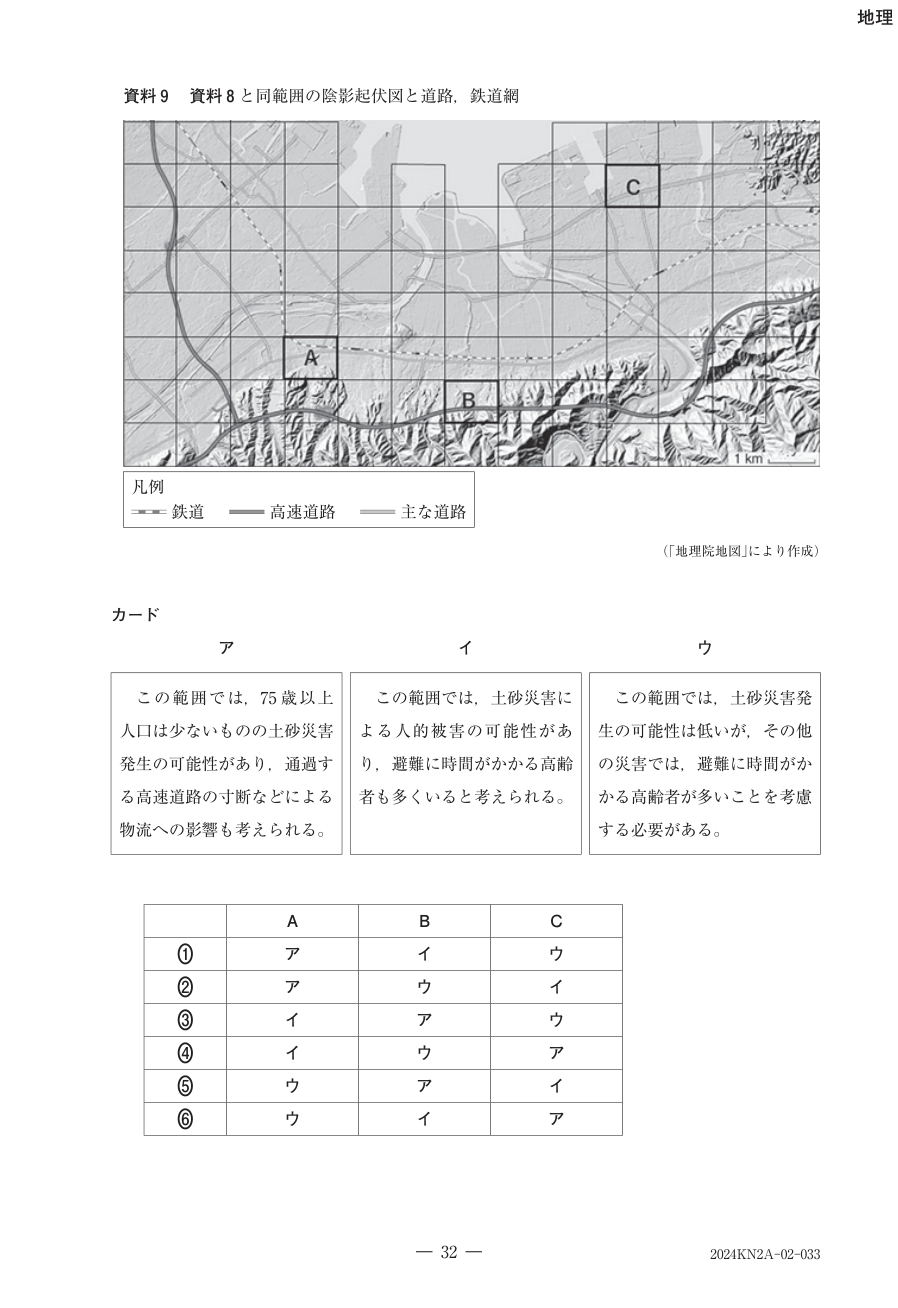 地理
資料9 資料8と同範囲の陰影起伏図と道路，鉄道網
C
A
B
1 km
凡例
鉄道 高速道路 主な道路
（「地理院地図」により作成）
カード
ア イ ウ
この範囲では，75歳以上
人口は少ないものの土砂災害
発生の可能性があり，通過す
る高速道路の寸断などによる
物流への影響も考えられる。
この範囲では，土砂災害に
よる人的被害の可能性があ
り，避難に時間がかかる高齢
者も多くいると考えられる。
この範囲では，土砂災害発
生の可能性は低いが，その他
の災害では，避難に時間がか
かる高齢者が多いことを考慮
する必要がある。
A B C
① ア イ ウ
② ア ウ イ
③ イ ア ウ
④ イ ウ ア
⑤ ウ ア イ
⑥ ウ イ ア
— 32 —
2024KN2A-02-033